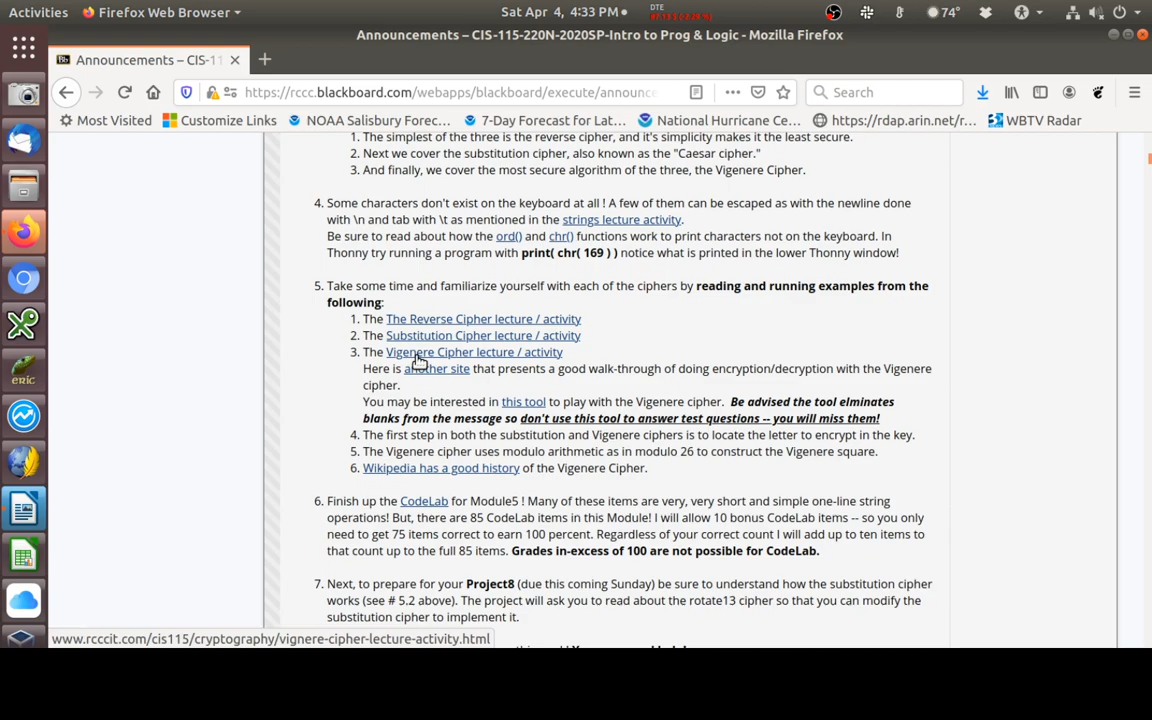 Activities Firefox Web Browser Sat Apr 4, 4:33 PM DTE 74°
Announcements – CIS-115-220N-2020SP-Intro to Prog & Logic - Mozilla Firefox
Bb Announcements – CIS-11
https://rccc.blackboard.com/webapps/blackboard/execute/announce Search
Most Visited Customize Links NOAA Salisbury Forec... 7-Day Forecast for Lat... National Hurricane Ce... https://rdap.arin.net/r... WBTV Radar
1. The simplest of the three is the reverse cipher, and it's simplicity makes it the least secure.
2. Next we cover the substitution cipher, also known as the "Caesar cipher."
3. And finally, we cover the most secure algorithm of the three, the Vigenere Cipher.
4. Some characters don't exist on the keyboard at all ! A few of them can be escaped as with the newline done
with \n and tab with \t as mentioned in the strings lecture activity.
Be sure to read about how the ord() and chr() functions work to print characters not on the keyboard. In
Thonny try running a program with print( chr( 169 ) ) notice what is printed in the lower Thonny window!
5. Take some time and familiarize yourself with each of the ciphers by reading and running examples from the
following:
1. The The Reverse Cipher lecture / activity
2. The Substitution Cipher lecture / activity
3. The Vigenere Cipher lecture / activity
Here is another site that presents a good walk-through of doing encryption/decryption with the Vigenere
cipher.
You may be interested in this tool to play with the Vigenere cipher. Be advised the tool elminates
blanks from the message so don't use this tool to answer test questions -- you will miss them!
4. The first step in both the substitution and Vigenere ciphers is to locate the letter to encrypt in the key.
5. The Vigenere cipher uses modulo arithmetic as in modulo 26 to construct the Vigenere square.
6. Wikipedia has a good history of the Vigenere Cipher.
6. Finish up the CodeLab for Module5 ! Many of these items are very, very short and simple one-line string
operations! But, there are 85 CodeLab items in this Module! I will allow 10 bonus CodeLab items -- so you only
need to get 75 items correct to earn 100 percent. Regardless of your correct count I will add up to ten items to
that count up to the full 85 items. Grades in-excess of 100 are not possible for CodeLab.
7. Next, to prepare for your Project8 (due this coming Sunday) be sure to understand how the substitution cipher
works (see # 5.2 above). The project will ask you to read about the rotate13 cipher so that you can modify the
substitution cipher to implement it.
www.rcccit.com/cis115/cryptography/vignere-cipher-lecture-activity.html
eric